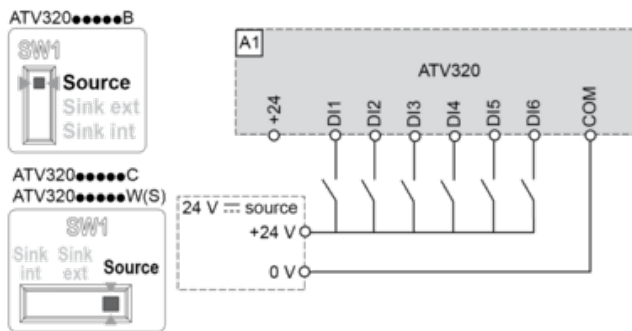 ATV320●●●●●B
SW1
Source
Sink ext
Sink int
ATV320●●●●●C
ATV320●●●●●W(S)
SW1
Sink int
Sink ext
Source
A1
ATV320
+24
DI1
DI2
DI3
DI4
DI5
DI6
COM
24 V ⎓ source
+24 V
0 V